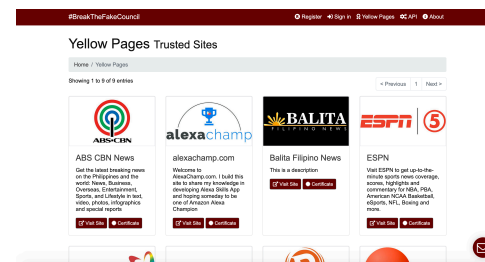 #BreakTheFakeCouncil
Register Sign In Yellow Pages API About
Yellow Pages Trusted Sites
Home / Yellow Pages
Showing 1 to 9 of 9 entries
« Previous 1 Next »
ABS-CBN
ABS CBN News
Get the latest breaking news
on the Philippines and the
world: News, Business,
Overseas, Entertainment,
Sports, and Lifestyle in text,
video, photos, infographics
and special reports
Visit Site Certificate
alexachamp
alexachamp.com
Welcome to
AlexaChamp.com. I build this
site to share my knowledge in
developing Alexa Skills App
and hoping someday to be
one of Amazon Alexa
Champion.
Visit Site Certificate
BALITA
FILIPINO NEWS
Balita Filipino News
This is a description
Visit Site Certificate
ESPN 5
ESPN
Visit ESPN to get up-to-the-
minute sports news coverage,
scores, highlights and
commentary for NBA, PBA,
American NCAA Basketball,
eSports, NFL, Boxing and
more.
Visit Site Certificate